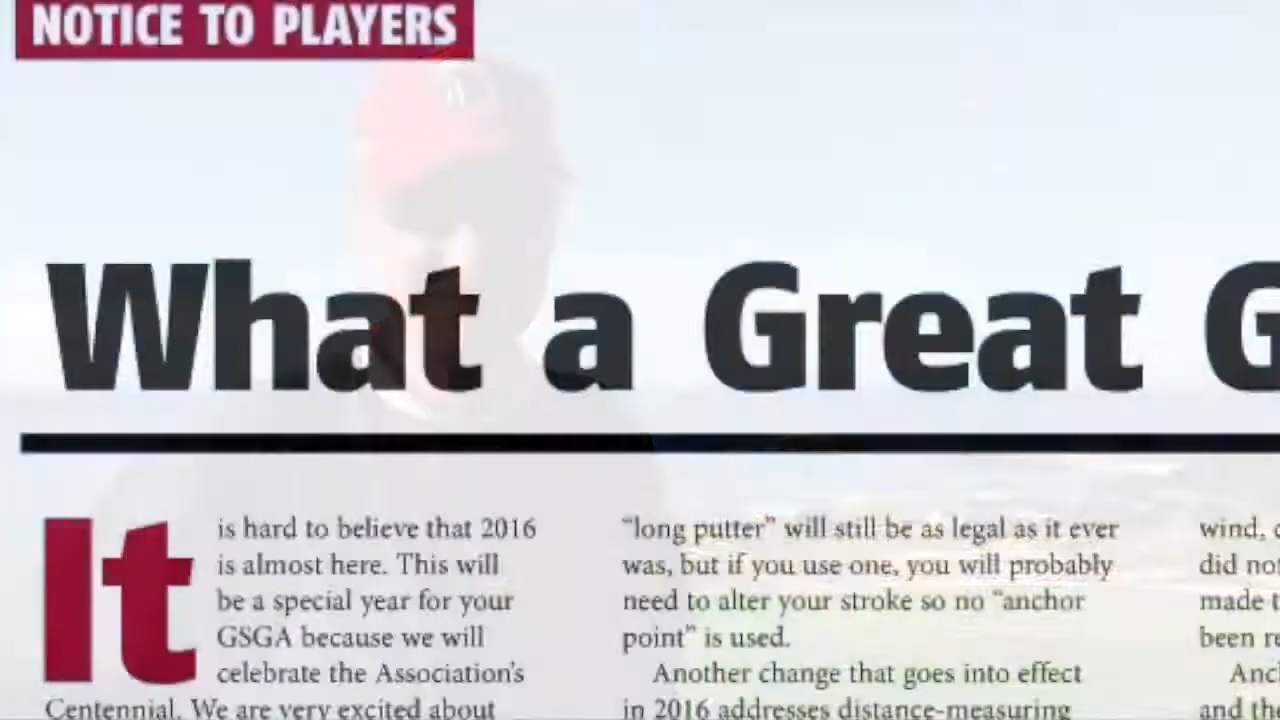 NOTICE TO PLAYERS
What a Great G
It is hard to believe that 2016
is almost here. This will
be a special year for your
GSGA because we will
celebrate the Association's
Centennial. We are very excited about
“long putter” will still be as legal as it ever
was, but if you use one, you will probably
need to alter your stroke so no “anchor
point” is used.
Another change that goes into effect
in 2016 addresses distance-measuring
wind,
did
made
been
and